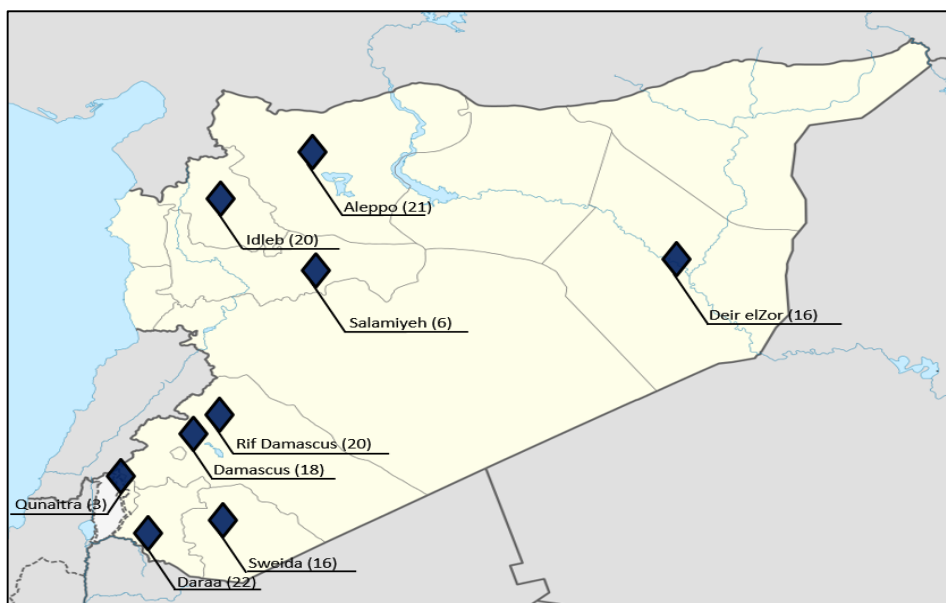 Aleppo (21)
Idleb (20)
Salamiyeh (6)
Deir elZor (16)
Rif Damascus (20)
Damascus (18)
Qunaitra (3)
Sweida (16)
Daraa (22)